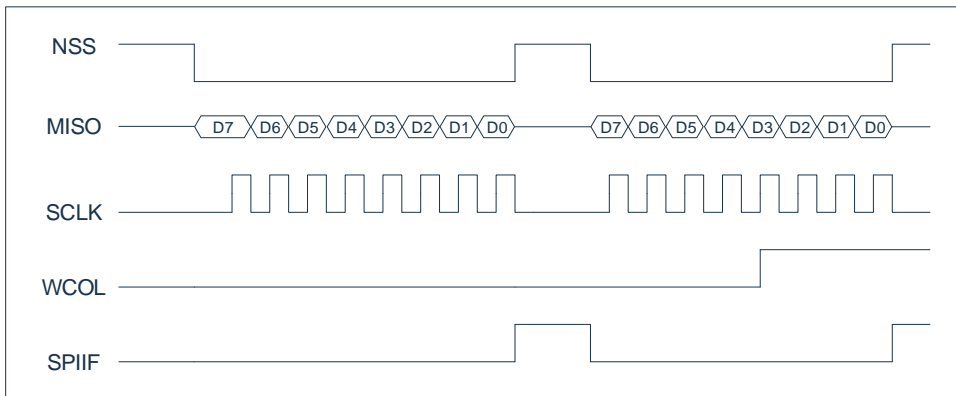 NSS
MISO D7 D6 D5 D4 D3 D2 D1 D0 D7 D6 D5 D4 D3 D2 D1 D0
SCLK
WCOL
SPIIF